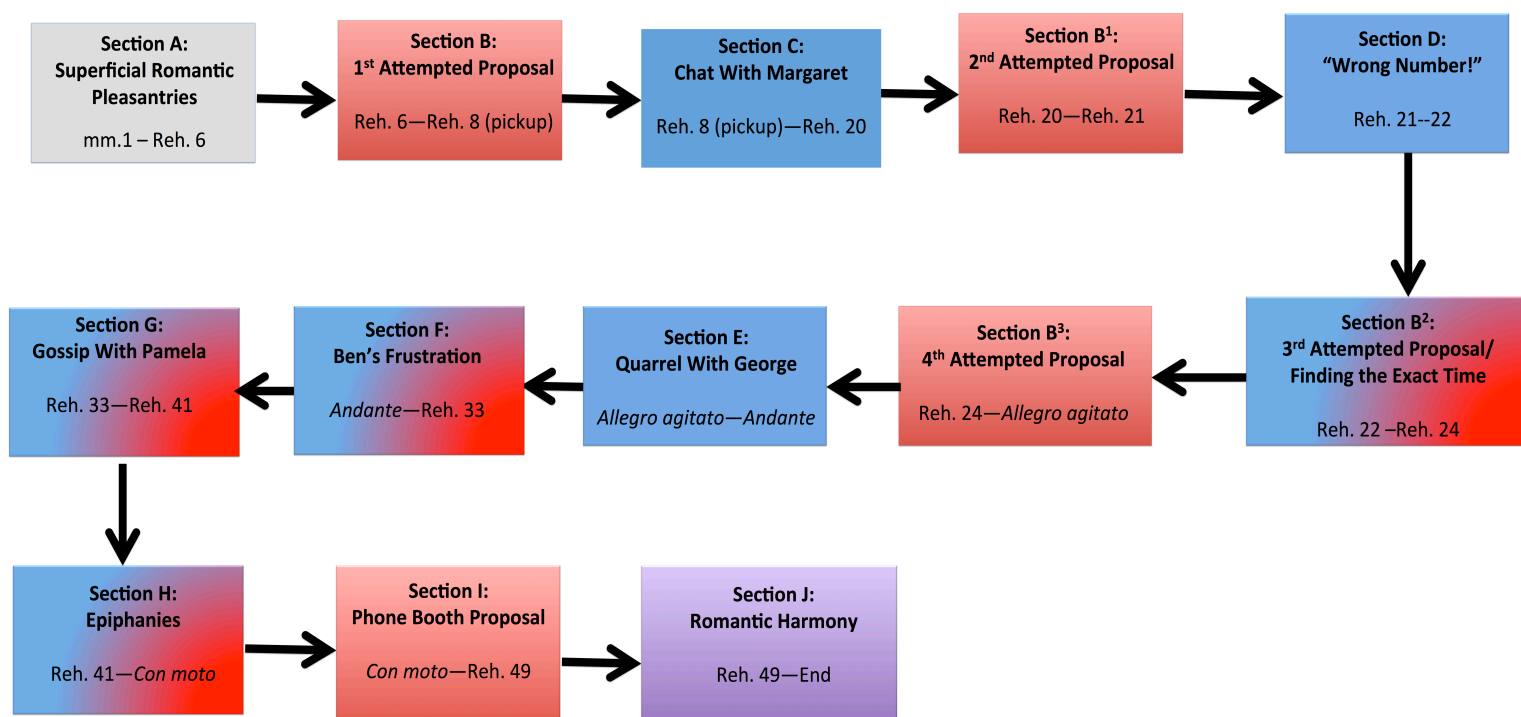 Section A:
Superficial Romantic
Pleasantries
mm.1 – Reh. 6
Section B:
1st Attempted Proposal
Reh. 6—Reh. 8 (pickup)
Section C:
Chat With Margaret
Reh. 8 (pickup)—Reh. 20
Section B¹:
2nd Attempted Proposal
Reh. 20—Reh. 21
Section D:
“Wrong Number!”
Reh. 21--22
Section B²:
3rd Attempted Proposal/
Finding the Exact Time
Reh. 22 –Reh. 24
Section B³:
4th Attempted Proposal
Reh. 24—Allegro agitato
Section E:
Quarrel With George
Allegro agitato—Andante
Section F:
Ben’s Frustration
Andante—Reh. 33
Section G:
Gossip With Pamela
Reh. 33—Reh. 41
Section H:
Epiphanies
Reh. 41—Con moto
Section I:
Phone Booth Proposal
Con moto—Reh. 49
Section J:
Romantic Harmony
Reh. 49—End